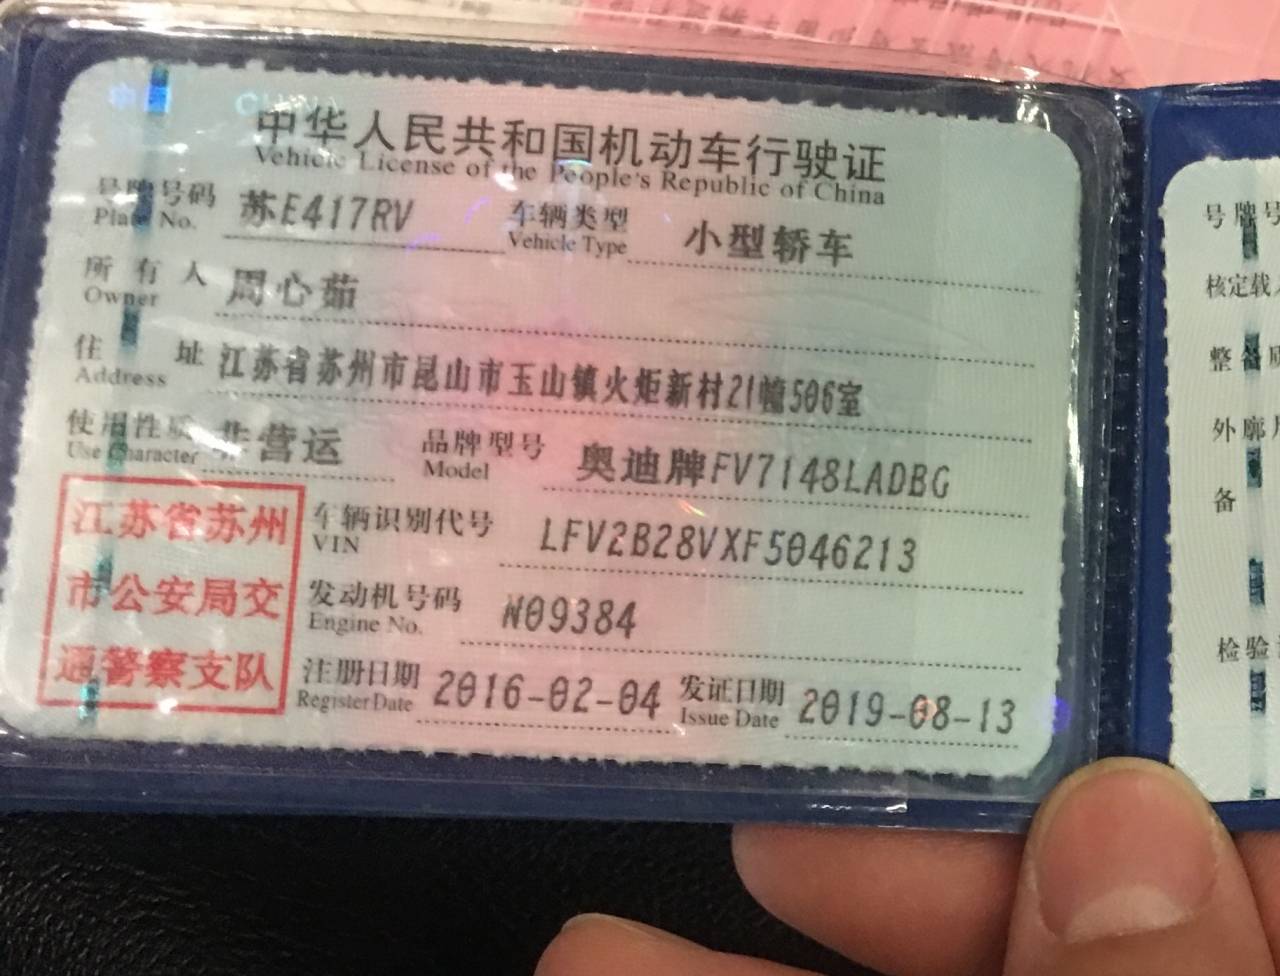 中国 CHINA
中华人民共和国机动车行驶证
Vehicle License of the People's Republic of China
号牌号码 苏E417RV 车辆类型 小型轿车
Plate No. Vehicle Type
所有人 周心茹
Owner
住址 江苏省苏州市昆山市玉山镇火炬新村21幢506室
Address
使用性质 非营运 品牌型号 奥迪牌FV7148LADBG
Use Character Model
江苏省苏州
市公安局交
通警察支队
车辆识别代号 LFV2B28VXF5046213
VIN
发动机号码 N09384
Engine No.
注册日期 2016-02-04 发证日期 2019-08-13
Register Date Issue Date
号牌号
核定载
整备质
外廓
备
检验